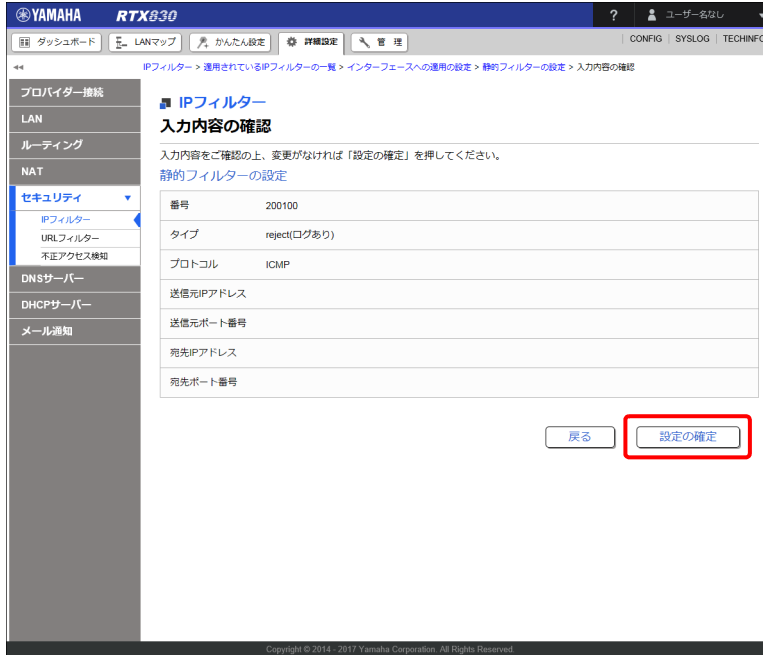 YAMAHA RTX830 ? ユーザー名なし
ダッシュボード LANマップ かんたん設定 詳細設定 管 理 CONFIG SYSLOG TECHINFO
IPフィルター > 適用されているIPフィルターの一覧 > インターフェースへの適用の設定 > 静的フィルターの設定 > 入力内容の確認
プロバイダー接続
LAN
ルーティング
NAT
セキュリティ
IPフィルター
URLフィルター
不正アクセス検知
DNSサーバー
DHCPサーバー
メール通知
IPフィルター
入力内容の確認
入力内容をご確認の上、変更がなければ「設定の確定」を押してください。
静的フィルターの設定
番号 200100
タイプ reject(ログあり)
プロトコル ICMP
送信元IPアドレス
送信元ポート番号
宛先IPアドレス
宛先ポート番号
戻る 設定の確定
Copyright © 2014 - 2017 Yamaha Corporation. All Rights Reserved.